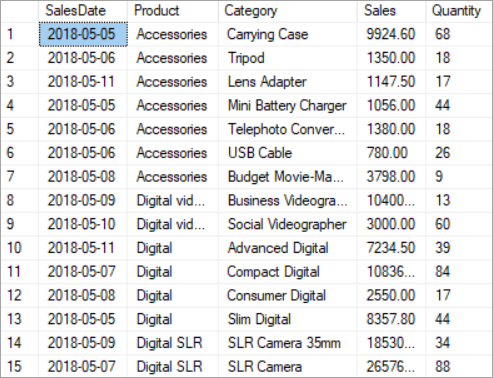 SalesDate Product Category Sales Quantity
1 2018-05-05 Accessories Carrying Case 9924.60 68
2 2018-05-06 Accessories Tripod 1350.00 18
3 2018-05-11 Accessories Lens Adapter 1147.50 17
4 2018-05-05 Accessories Mini Battery Charger 1056.00 44
5 2018-05-06 Accessories Telephoto Conver... 1380.00 18
6 2018-05-06 Accessories USB Cable 780.00 26
7 2018-05-08 Accessories Budget Movie-Ma... 3798.00 9
8 2018-05-09 Digital vid... Business Videogra... 10400... 13
9 2018-05-10 Digital vid... Social Videographer 3000.00 60
10 2018-05-11 Digital Advanced Digital 7234.50 39
11 2018-05-07 Digital Compact Digital 10836... 84
12 2018-05-08 Digital Consumer Digital 2550.00 17
13 2018-05-05 Digital Slim Digital 8357.80 44
14 2018-05-09 Digital SLR SLR Camera 35mm 18530... 34
15 2018-05-07 Digital SLR SLR Camera 26576... 88